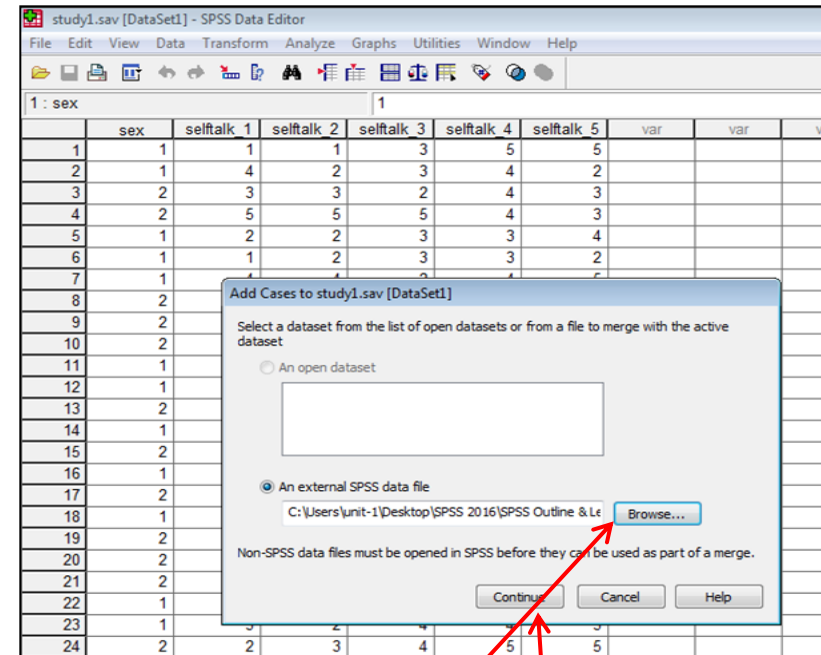 study1.sav [DataSet1] - SPSS Data Editor
File Edit View Data Transform Analyze Graphs Utilities Window Help
1 : sex 1
sex selftalk_1 selftalk_2 selftalk_3 selftalk_4 selftalk_5 var var
1 1 1 1 3 5 5
2 1 4 2 3 4 2
3 2 3 3 2 4 3
4 2 5 5 5 4 3
5 1 2 2 3 3 4
6 1 1 2 3 3 2
7 1
8 2
9 2
10 2
11 1
12 1
13 2
14 1
15 2
16 1
17 2
18 1
19 2
20 2
21 2
22 1
23 1
24 2 2 3 4 5 5
Add Cases to study1.sav [DataSet1]
Select a dataset from the list of open datasets or from a file to merge with the active
dataset
An open dataset
An external SPSS data file
C:\Users\unit-1\Desktop\SPSS 2016\SPSS Outline & Le Browse...
Non-SPSS data files must be opened in SPSS before they can be used as part of a merge.
Continue Cancel Help